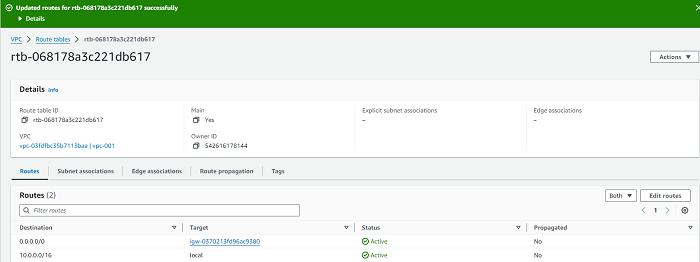 Updated routes for rtb-068178a3c221db617 successfully
Details
VPC > Route tables > rtb-068178a3c221db617
rtb-068178a3c221db617
Actions
Details Info
Route table ID Main Explicit subnet associations Edge associations
rtb-068178a3c221db617 Yes – –
VPC Owner ID
vpc-03fdfbc35b7113baa | vpc-001 542616178144
Routes Subnet associations Edge associations Route propagation Tags
Routes (2) Both Edit routes
Filter routes 1
Destination Target Status Propagated
0.0.0.0/0 igw-0370213fd96ac9380 Active No
10.0.0.0/16 local Active No